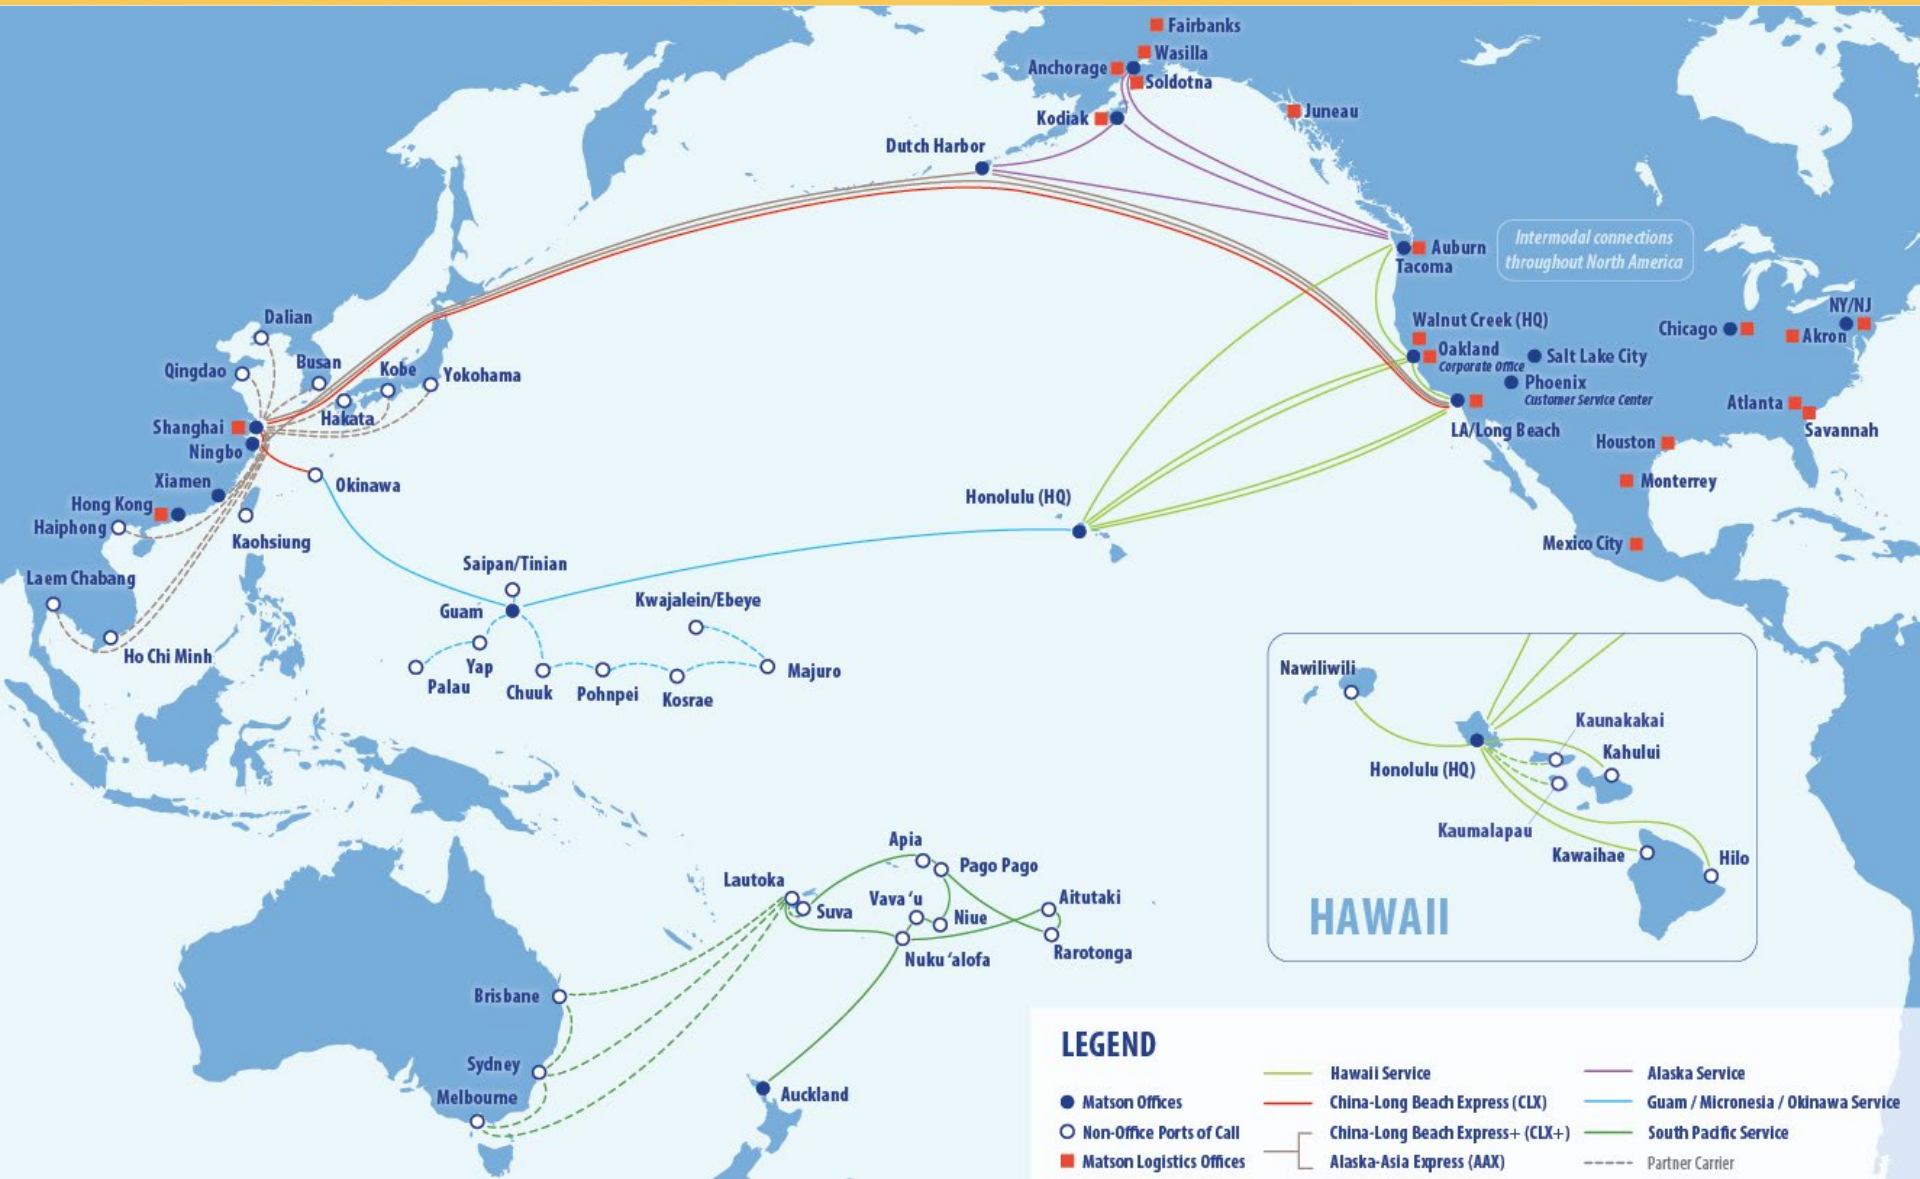 Fairbanks
Wasilla
Anchorage
Soldotna
Kodiak
Juneau
Dutch Harbor
Auburn
Tacoma
Intermodal connections
throughout North America
Walnut Creek (HQ)
Oakland
Corporate Office
Salt Lake City
Phoenix
Customer Service Center
LA/Long Beach
Chicago
NY/NJ
Akron
Atlanta
Savannah
Houston
Monterrey
Mexico City
Dalian
Qingdao
Busan
Kobe
Yokohama
Hakata
Shanghai
Ningbo
Okinawa
Xiamen
Hong Kong
Haiphong
Kaohsiung
Laem Chabang
Ho Chi Minh
Honolulu (HQ)
Saipan/Tinian
Guam
Kwajalein/Ebeye
Yap
Palau
Chuuk
Pohnpei
Kosrae
Majuro
Nawiliwili
Kaunakakai
Kahului
Honolulu (HQ)
Kaumalapau
Kawaihae
Hilo
HAWAII
Apia
Pago Pago
Lautoka
Suva
Vava ‘u
Niue
Aitutaki
Nuku ‘alofa
Rarotonga
Brisbane
Sydney
Melbourne
Auckland
LEGEND
Matson Offices
Non-Office Ports of Call
Matson Logistics Offices
Hawaii Service
China-Long Beach Express (CLX)
China-Long Beach Express+ (CLX+)
Alaska-Asia Express (AAX)
Alaska Service
Guam / Micronesia / Okinawa Service
South Pacific Service
Partner Carrier